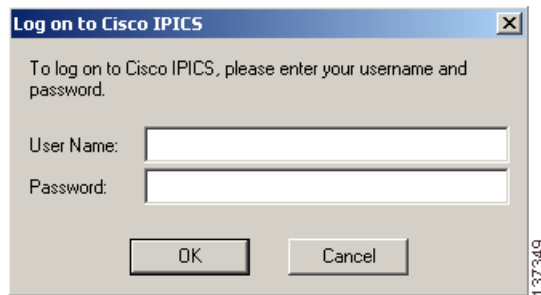 Log on to Cisco IPICS
To log on to Cisco IPICS, please enter your username and
password.
User Name:
Password:
OK Cancel
137349